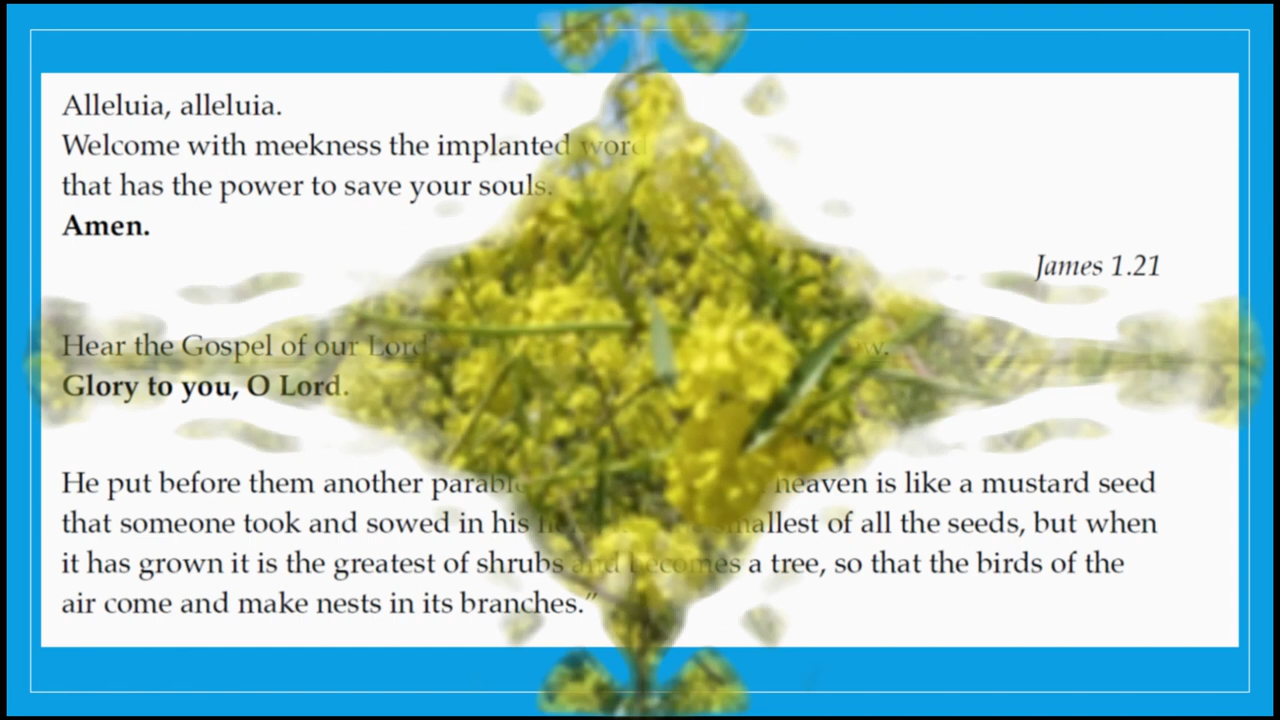 Alleluia, alleluia.
Welcome with meekness the implanted word
that has the power to save your souls.
Amen.
James 1.21
Hear the Gospel of our Lord
Glory to you, O Lord.
He put before them another parable heaven is like a mustard seed
that someone took and sowed in his smallest of all the seeds, but when
it has grown it is the greatest of shrubs and becomes a tree, so that the birds of the
air come and make nests in its branches.”